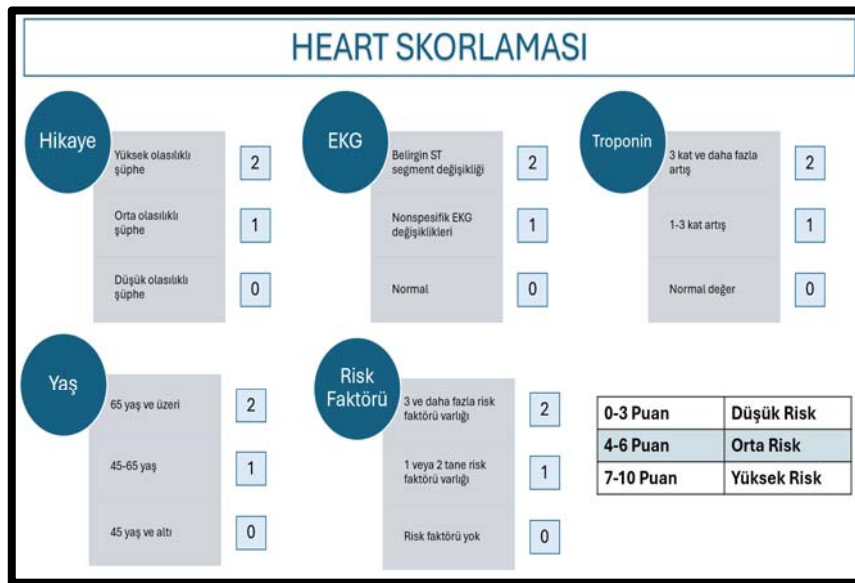 HEART SKORLAMASI
Hikaye
Yüksek olasılıklı
şüphe
2
Orta olasılıklı
şüphe
1
Düşük olasılıklı
şüphe
0
EKG
Belirgin ST
segment değişikliği
2
Nonspesifik EKG
değişiklikleri
1
Normal
0
Troponin
3 kat ve daha fazla
artış
2
1-3 kat artış
1
Normal değer
0
Yaş
65 yaş ve üzeri
2
45-65 yaş
1
45 yaş ve altı
0
Risk
Faktörü
3 ve daha fazla risk
faktörü varlığı
2
1 veya 2 tane risk
faktörü varlığı
1
Risk faktörü yok
0
0-3 Puan Düşük Risk
4-6 Puan Orta Risk
7-10 Puan Yüksek Risk